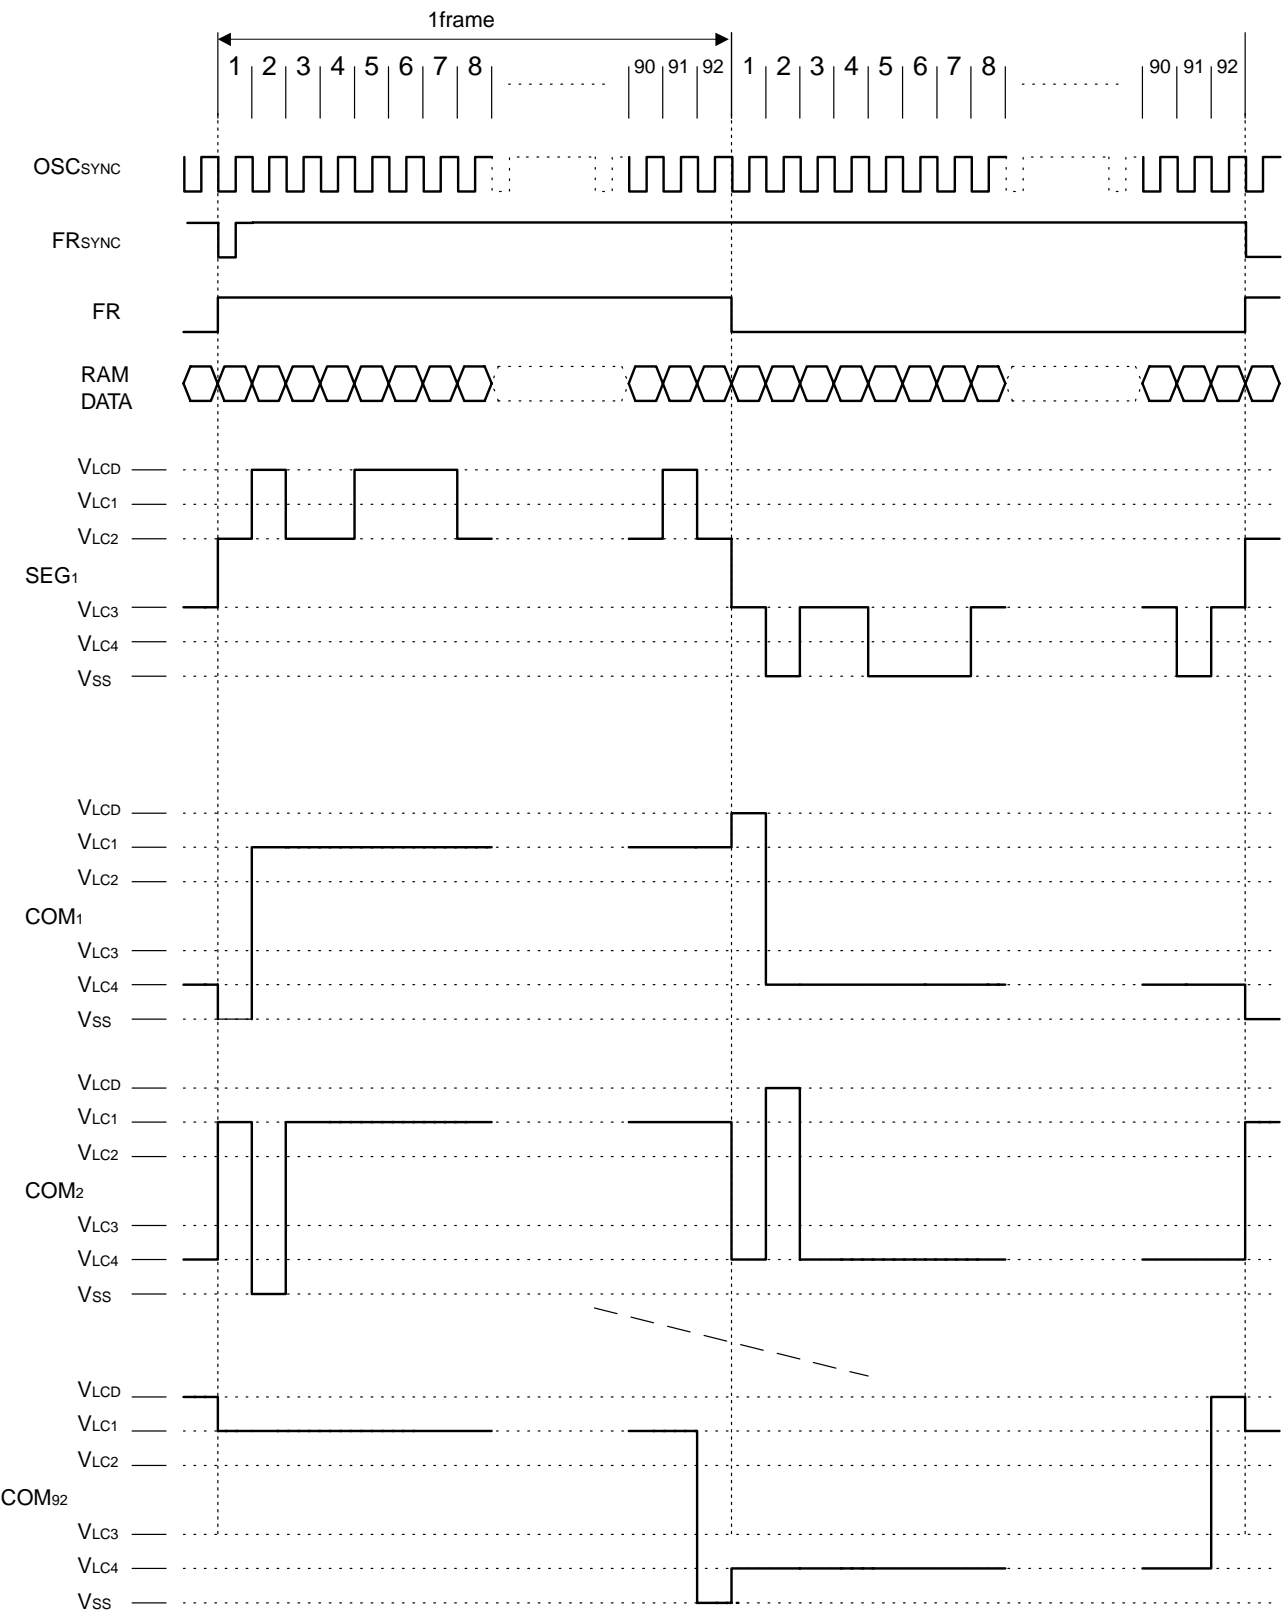 1frame
1 2 3 4 5 6 7 8 90 91 92 1 2 3 4 5 6 7 8 90 91 92
OSCSYNC
FRSYNC
FR
RAM
DATA
VLCD
VLC1
VLC2
SEG1
VLC3
VLC4
VSS
VLCD
VLC1
VLC2
COM1
VLC3
VLC4
VSS
VLCD
VLC1
VLC2
COM2
VLC3
VLC4
VSS
VLCD
VLC1
VLC2
COM92
VLC3
VLC4
VSS